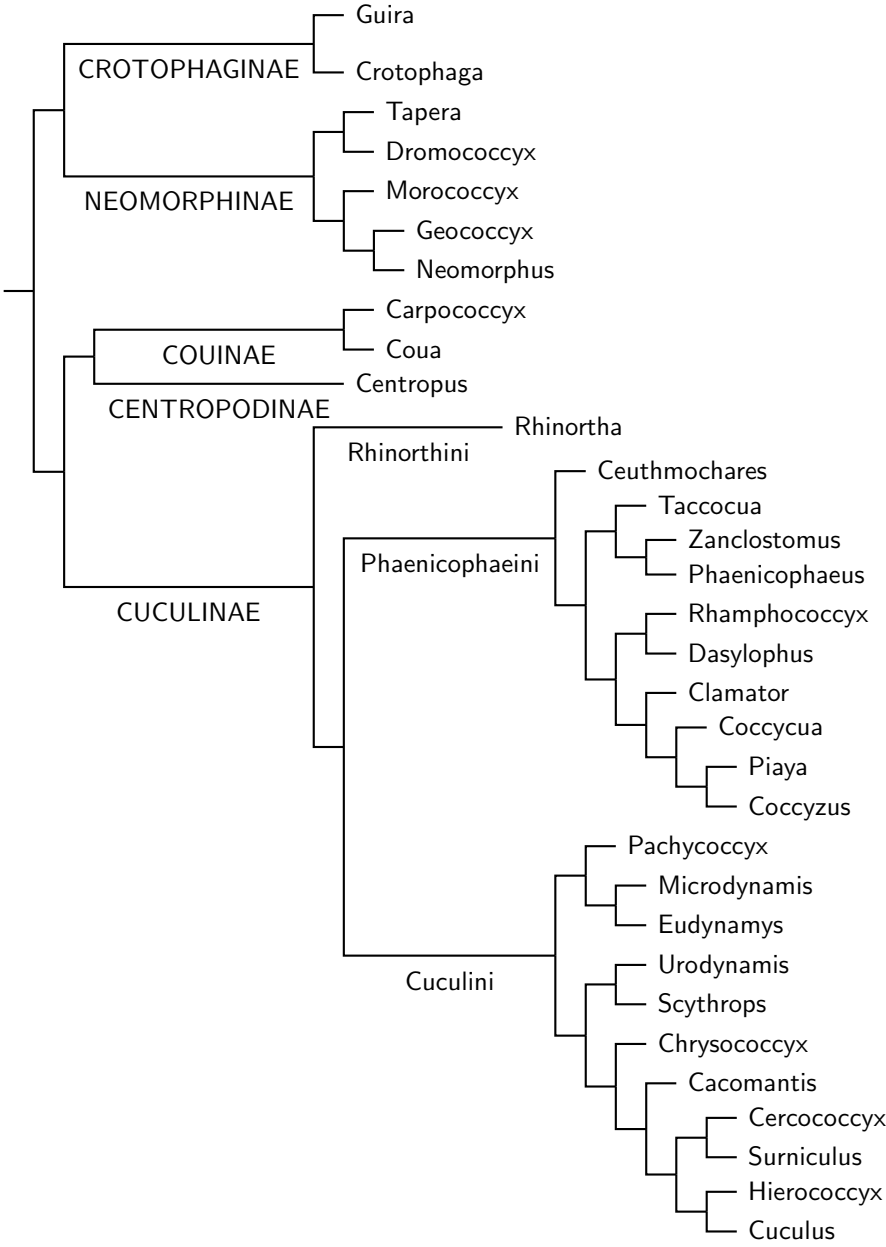 Guira
CROTOPHAGINAE
Crotophaga
Tapera
Dromococcyx
Morococcyx
NEOMORPHINAE
Geococcyx
Neomorphus
Carpococcyx
COUINAE
Coua
Centropus
CENTROPODINAE
Rhinortha
Rhinorthini
Ceuthmochares
Taccocua
Zanclostomus
Phaenicophaeini
Phaenicophaeus
CUCULINAE
Rhamphococcyx
Dasylophus
Clamator
Coccycua
Piaya
Coccyzus
Pachycoccyx
Microdynamis
Eudynamys
Urodynamis
Cuculini
Scythrops
Chrysococcyx
Cacomantis
Cercococcyx
Surniculus
Hierococcyx
Cuculus